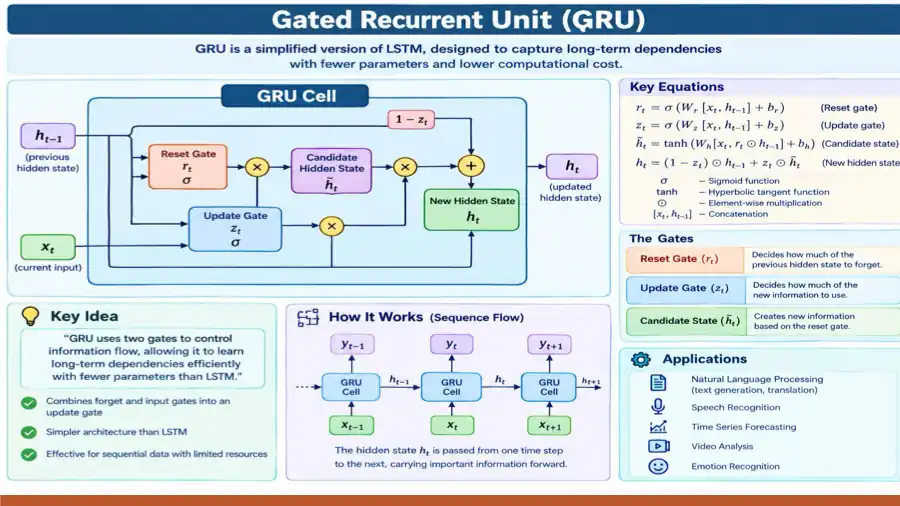 Gated Recurrent Unit (GRU)
GRU is a simplified version of LSTM, designed to capture long-term dependencies
with fewer parameters and lower computational cost.
GRU Cell
h_{t-1}
(previous
hidden state)
x_t
(current input)
1 − z_t
Reset Gate
r_t
σ
×
Candidate
Hidden State
h̃_t
×
+
Update Gate
z_t
σ
×
New Hidden State
h_t
h_t
(updated
hidden state)
Key Equations
r_t = σ (W_r [x_t, h_{t-1}] + b_r) (Reset gate)
z_t = σ (W_z [x_t, h_{t-1}] + b_z) (Update gate)
h̃_t = tanh (W_h[x_t, r_t ⊙ h_{t-1}] + b_h) (Candidate state)
h_t = (1 − z_t) ⊙ h_{t-1} + z_t ⊙ h̃_t (New hidden state
σ – Sigmoid function
tanh – Hyperbolic tangent function
⊙ – Element-wise multiplication
[x_t, h_{t-1}] – Concatenation
The Gates
Reset Gate (r_t) Decides how much of the
previous hidden state to forget.
Update Gate (z_t) Decides how much of the
new information to use.
Candidate State (h̃_t) Creates new information
based on the reset gate.
Key Idea
"GRU uses two gates to control
information flow, allowing it to learn
long-term dependencies efficiently
with fewer parameters than LSTM."
Combines forget and input gates into an
update gate
Simpler architecture than LSTM
Effective for sequential data with limited resources
How It Works (Sequence Flow)
y_{t-1} y_t y_{t+1}
GRU
Cell
h_{t-1}
GRU
Cell
h_t
GRU
Cell
h_{t+1}
x_{t-1} x_t x_{t+1}
The hidden state h_t is passed from one time step
to the next, carrying important information forward.
Applications
Natural Language Processing
(text generation, translation)
Speech Recognition
Time Series Forecasting
Video Analysis
Emotion Recognition